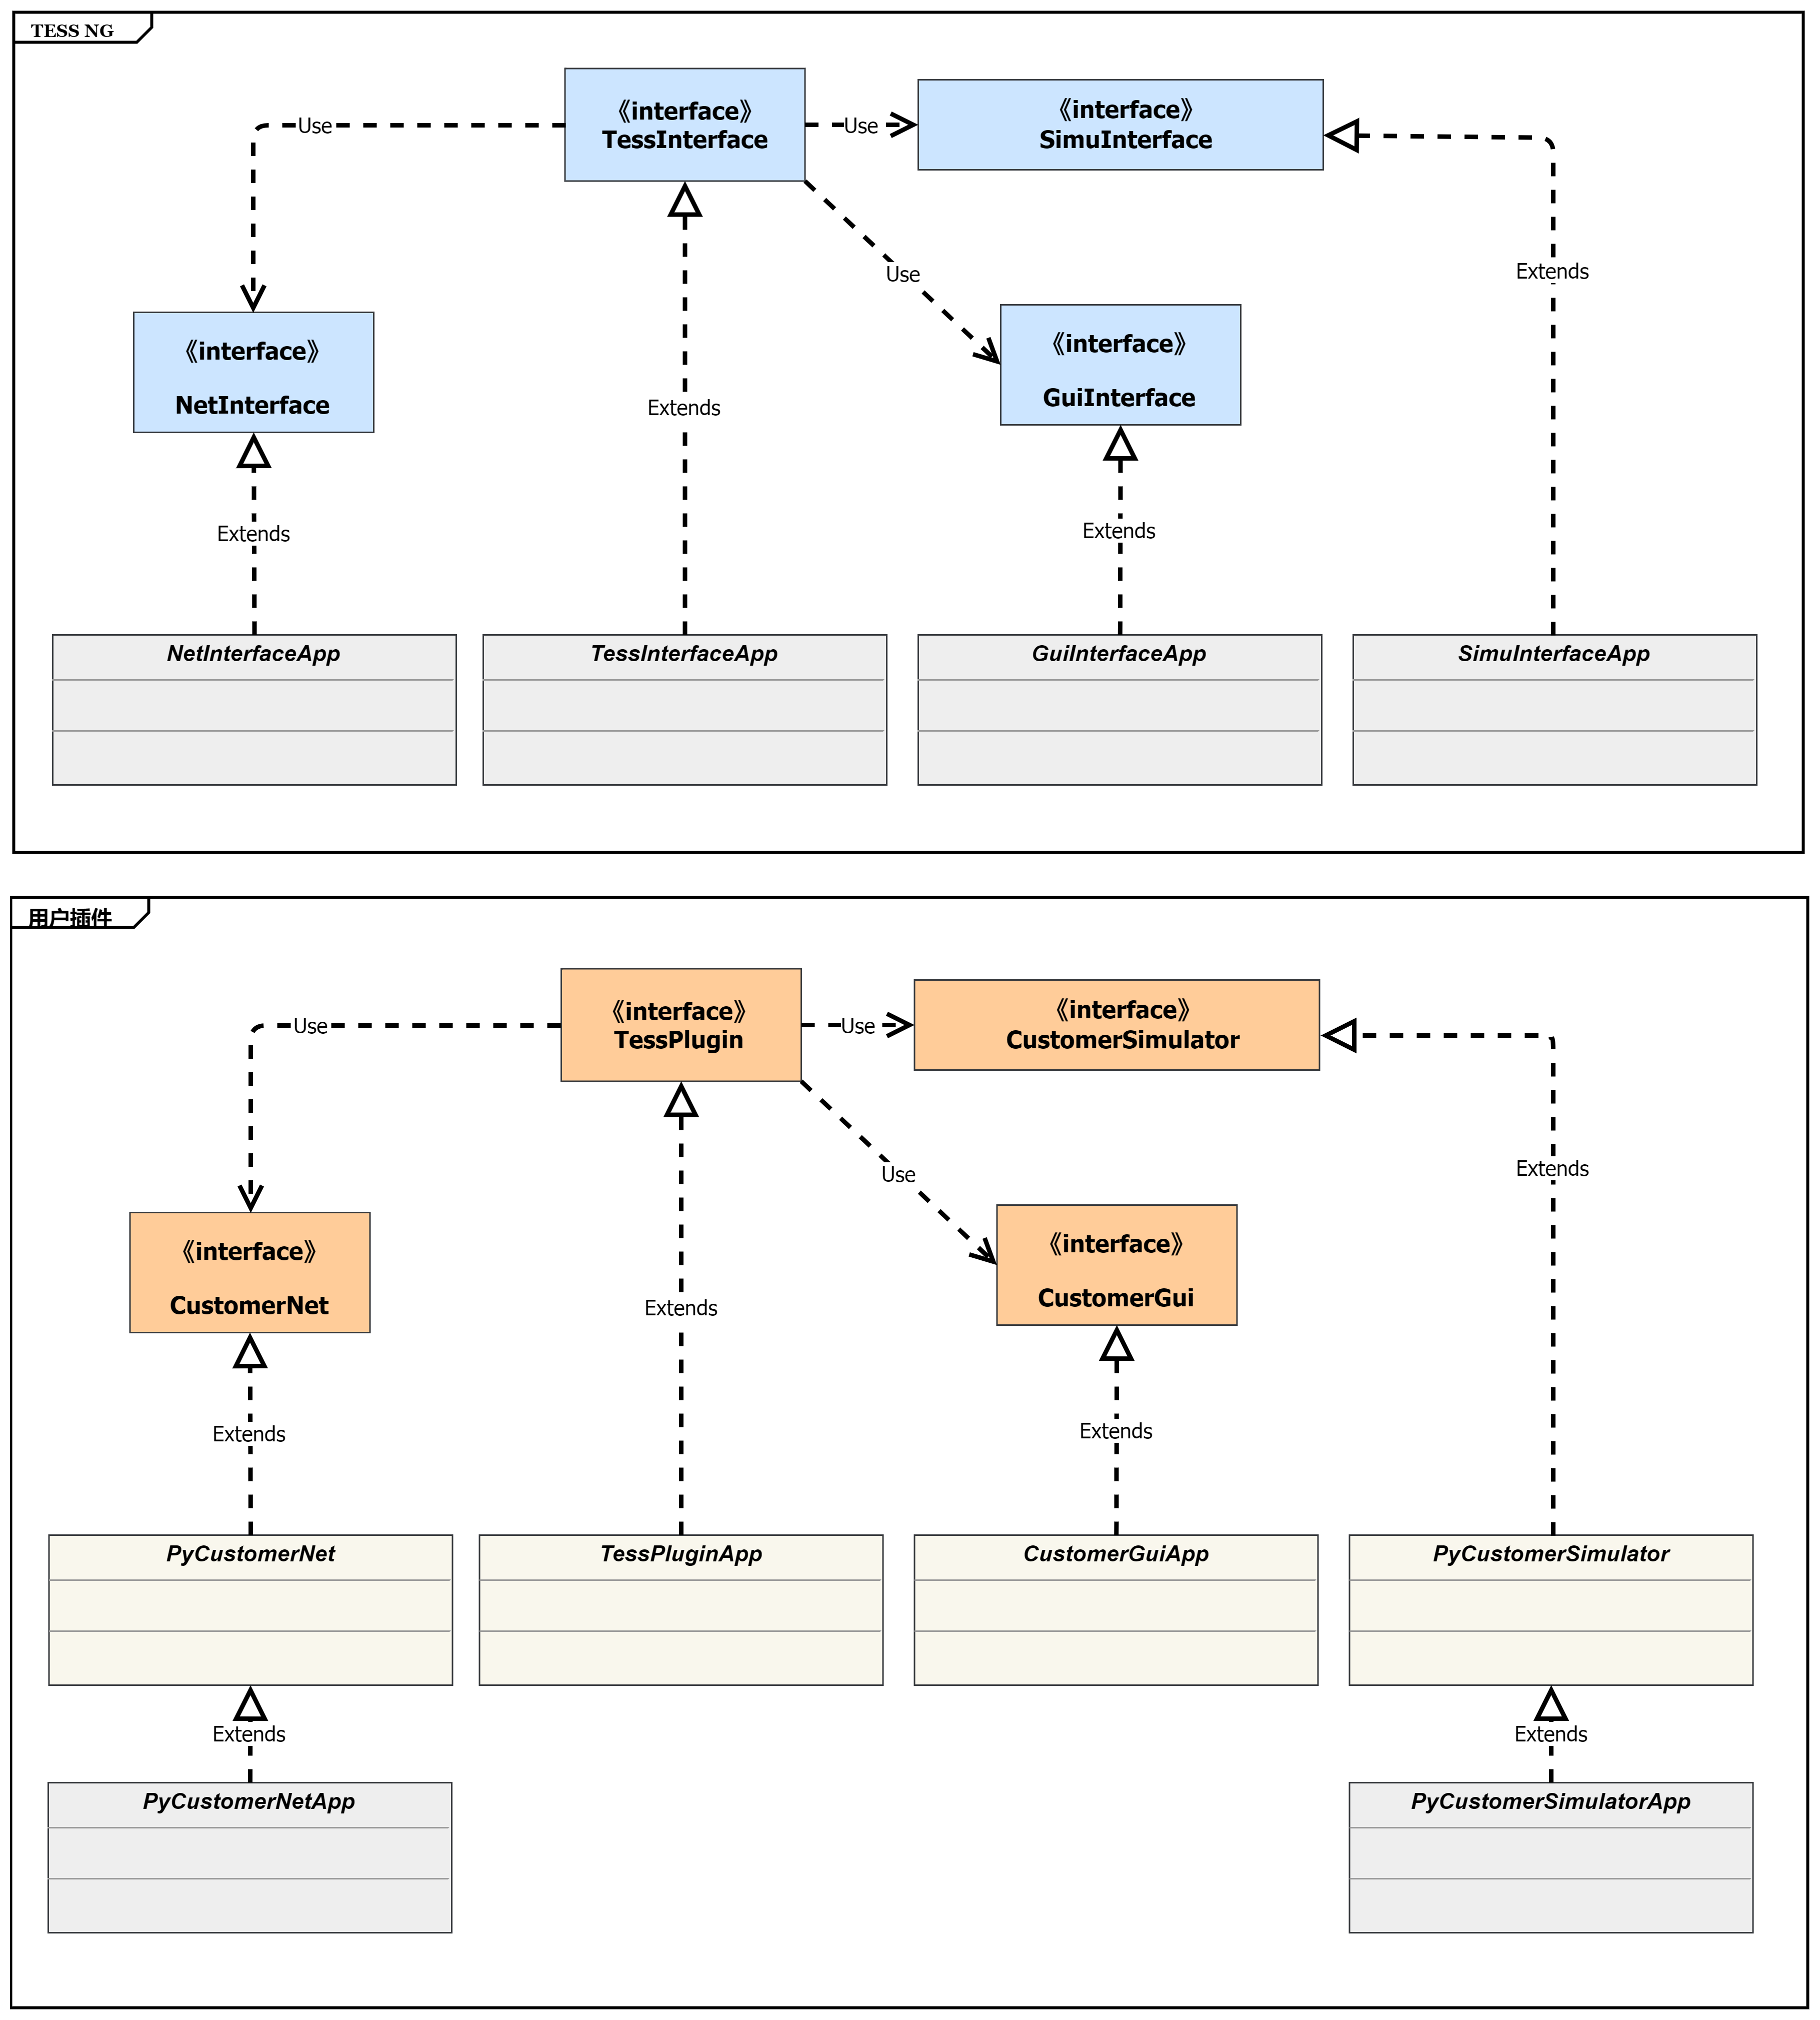 TESS NG
《interface》
TessInterface
《interface》
SimuInterface
Use
Use
Use
Extends
《interface》
NetInterface
《interface》
GuiInterface
Extends
Extends
Extends
NetInterfaceApp
TessInterfaceApp
GuiInterfaceApp
SimuInterfaceApp
用户插件
《interface》
TessPlugin
《interface》
CustomerSimulator
Use
Use
Use
Extends
《interface》
CustomerNet
《interface》
CustomerGui
Extends
Extends
Extends
PyCustomerNet
TessPluginApp
CustomerGuiApp
PyCustomerSimulator
Extends
Extends
PyCustomerNetApp
PyCustomerSimulatorApp